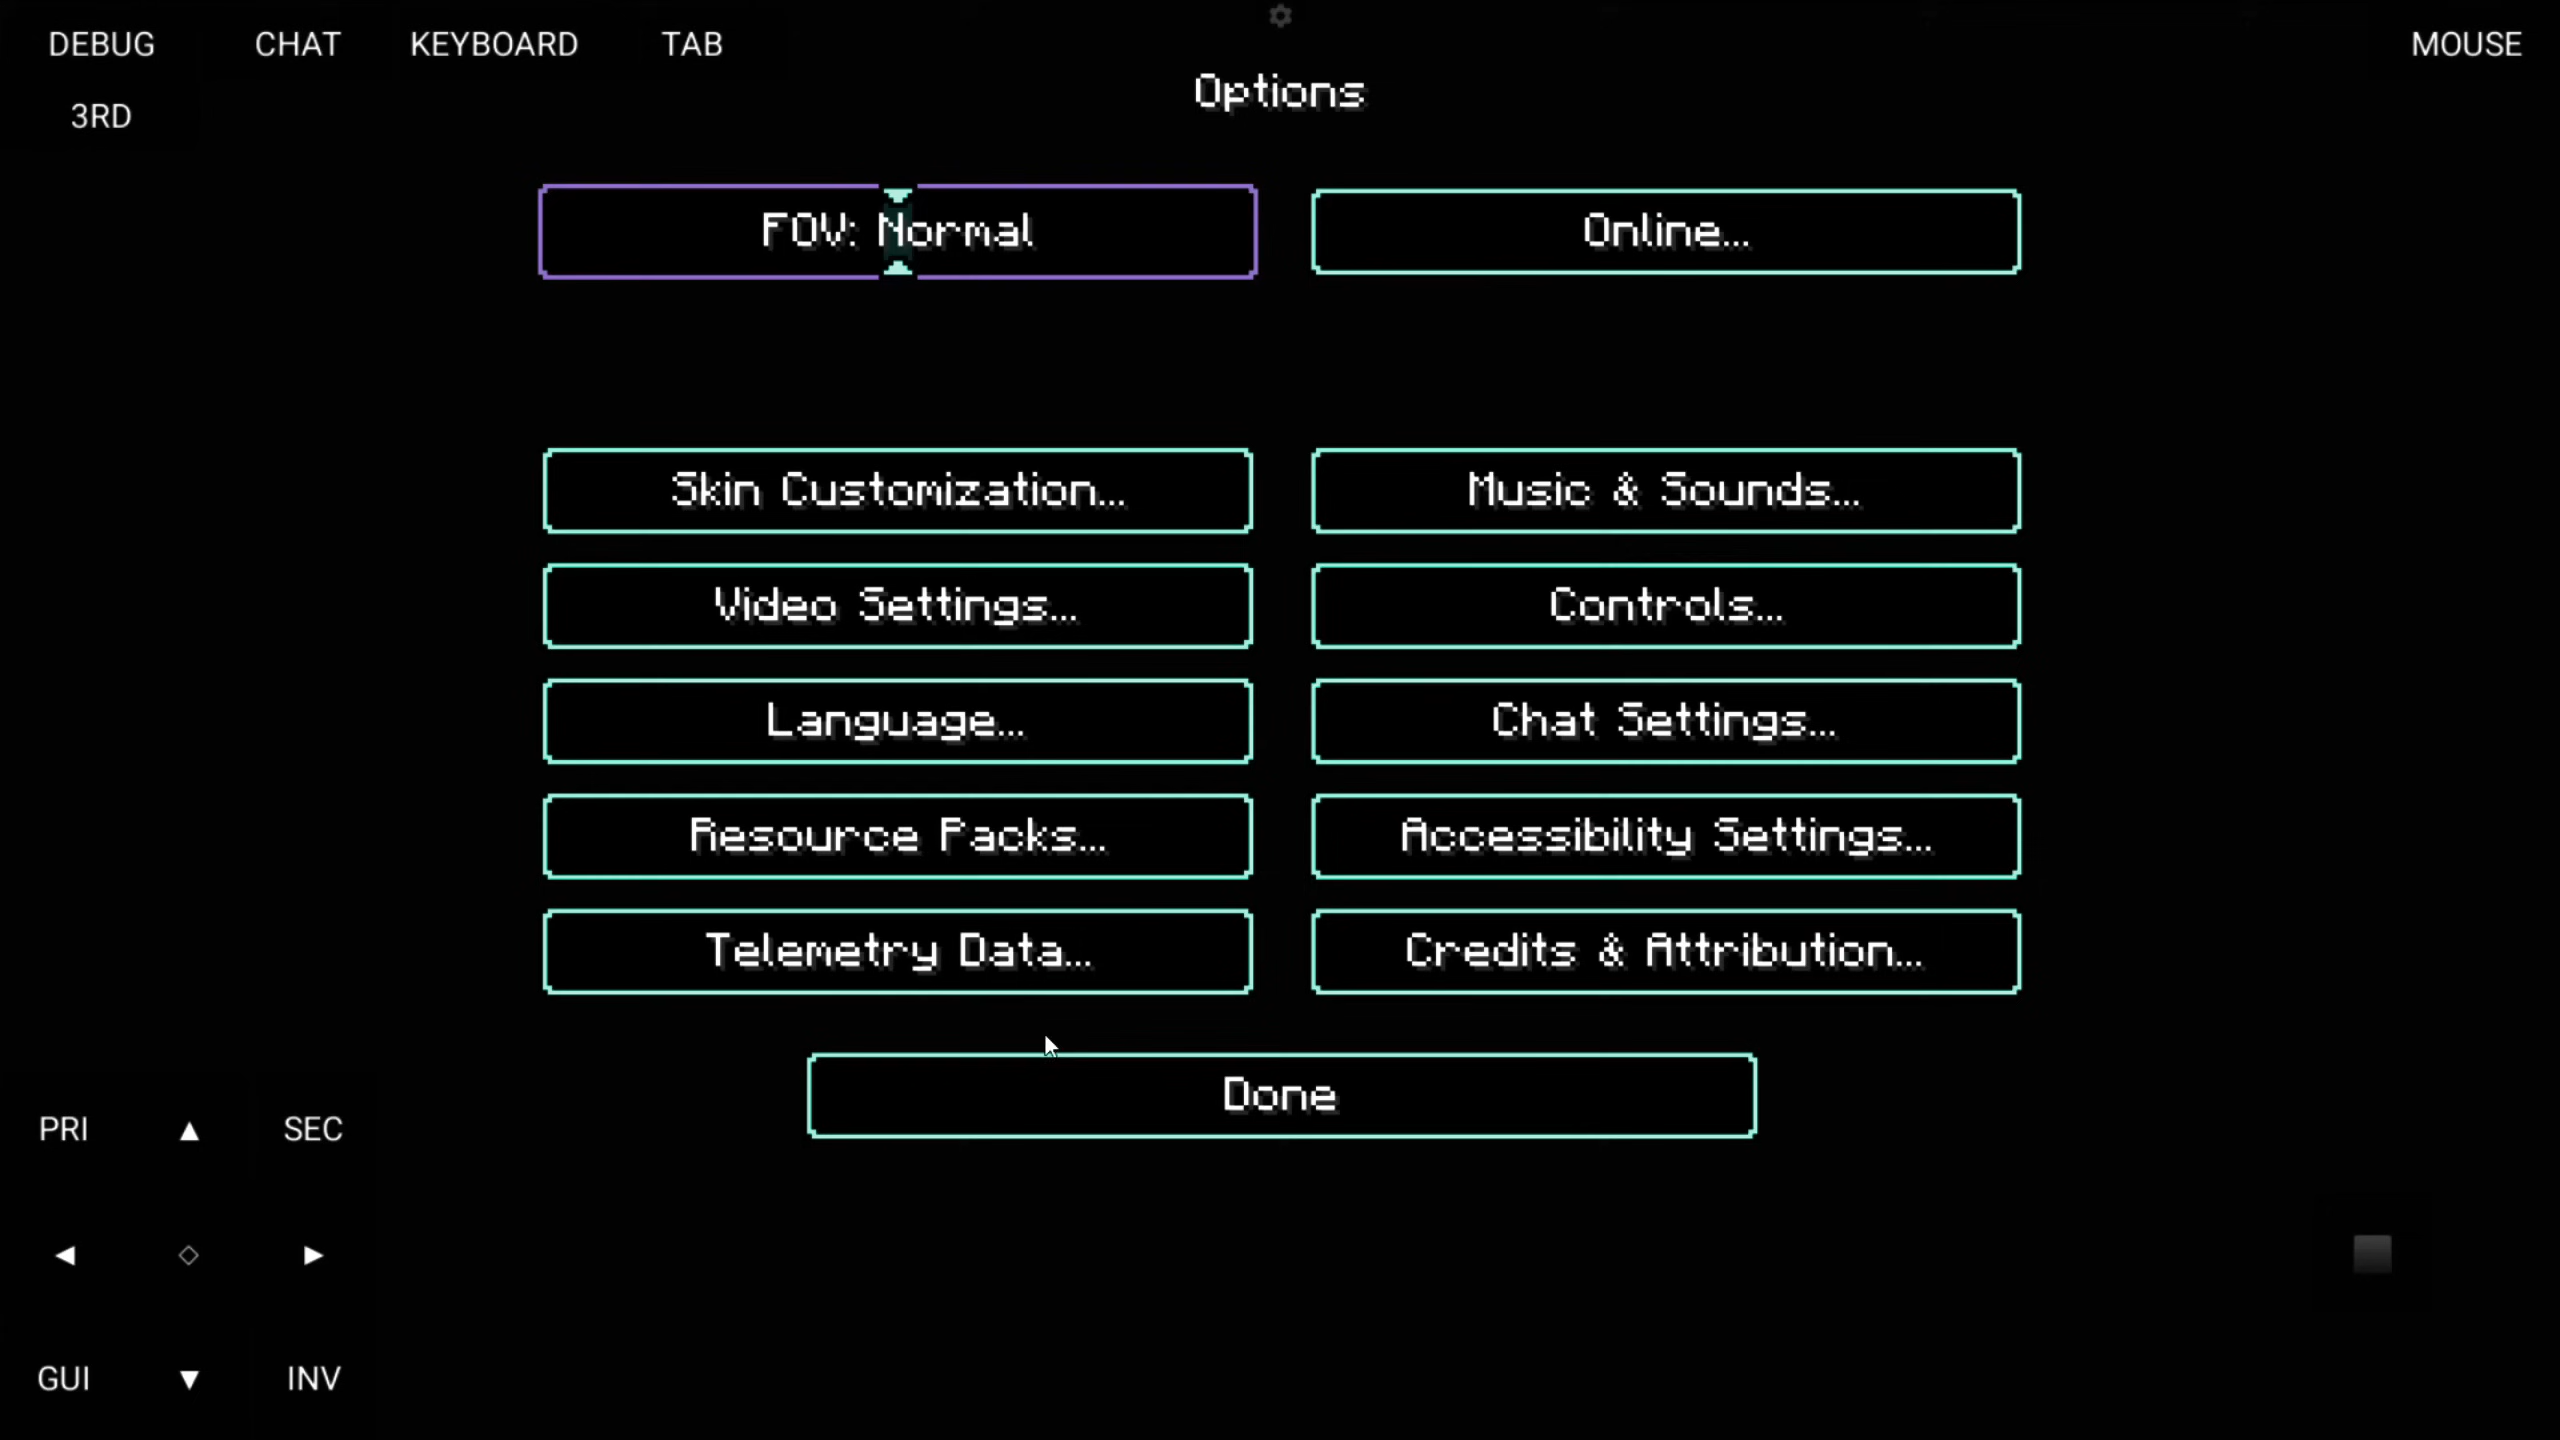 DEBUG CHAT KEYBOARD TAB MOUSE
3RD
Options
FOV: Normal
Online...
Skin Customization...
Music & Sounds...
Video Settings...
Controls...
Language...
Chat Settings...
Resource Packs...
Accessibility Settings...
Telemetry Data...
Credits & Attribution...
Done
PRI ▲ SEC
◀ ◇ ▶
GUI ▼ INV